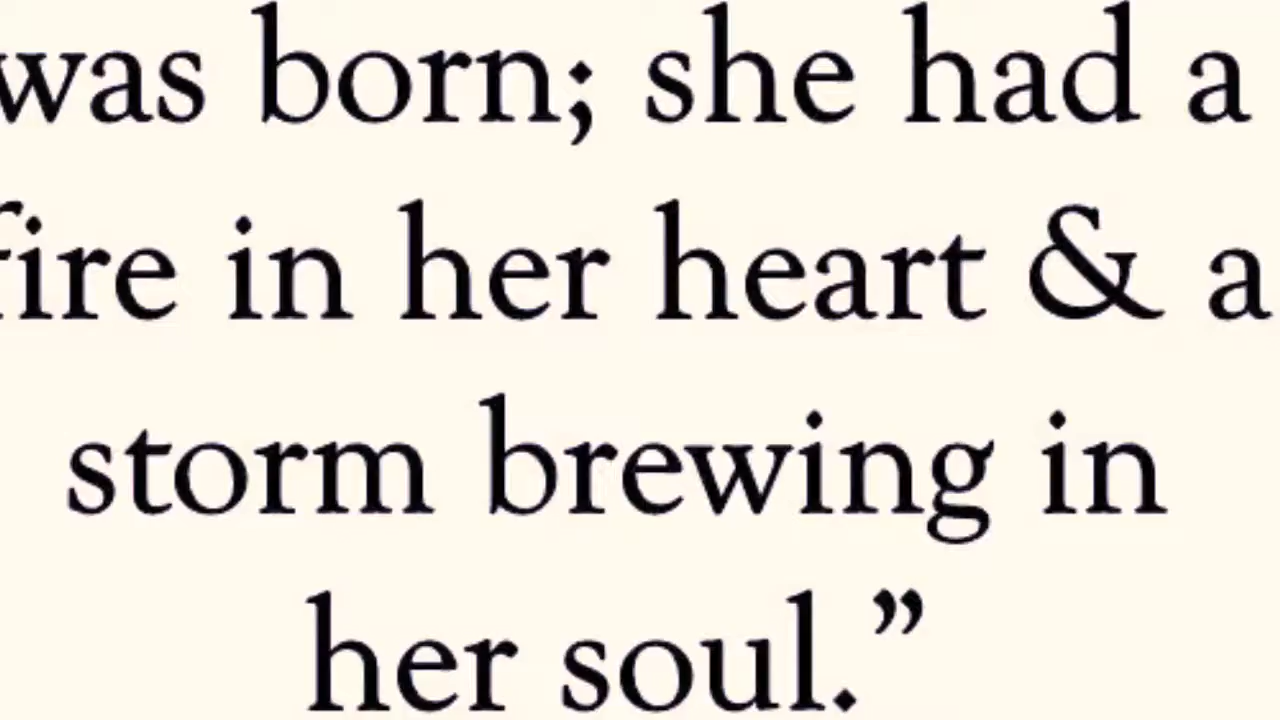 was born; she had a
fire in her heart & a
storm brewing in
her soul.”